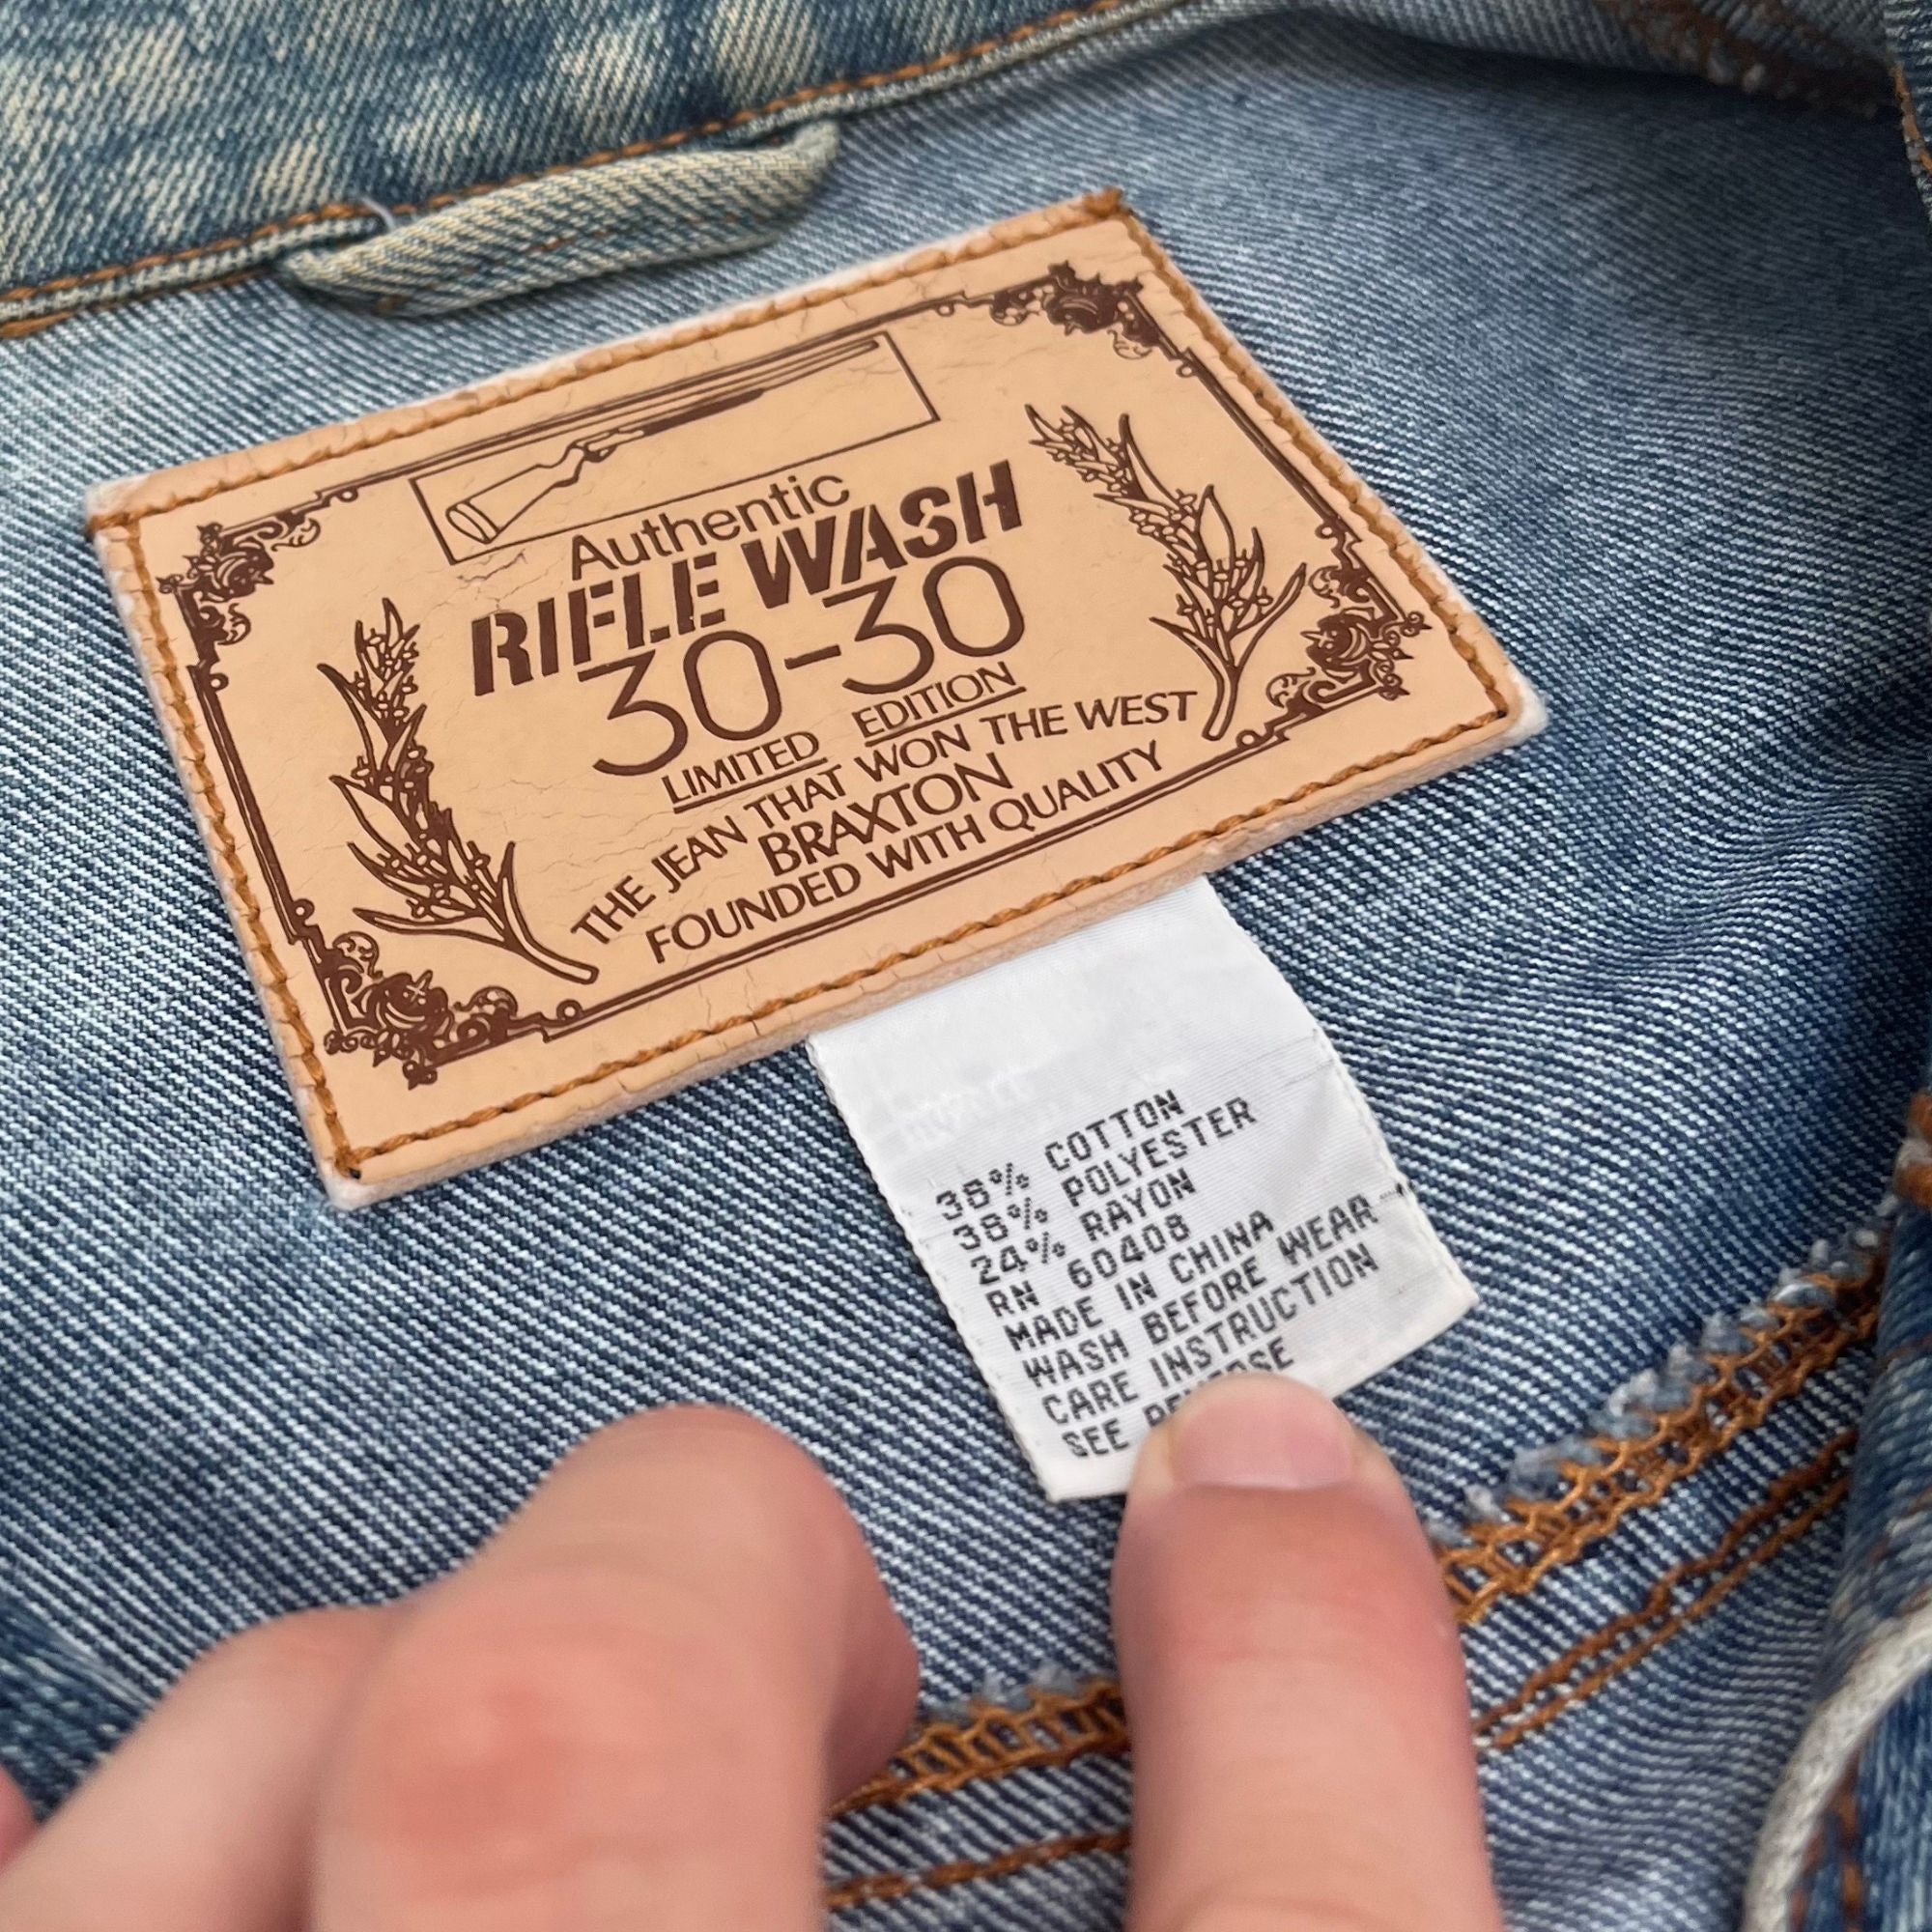 Authentic
RIFLE WASH
30-30
LIMITED EDITION
THE JEAN THAT WON THE WEST
BRAXTON
FOUNDED WITH QUALITY
38% COTTON
38% POLYESTER
24% RAYON
RN 60408
MADE IN CHINA
WASH BEFORE WEAR
CARE INSTRUCTION
SEE